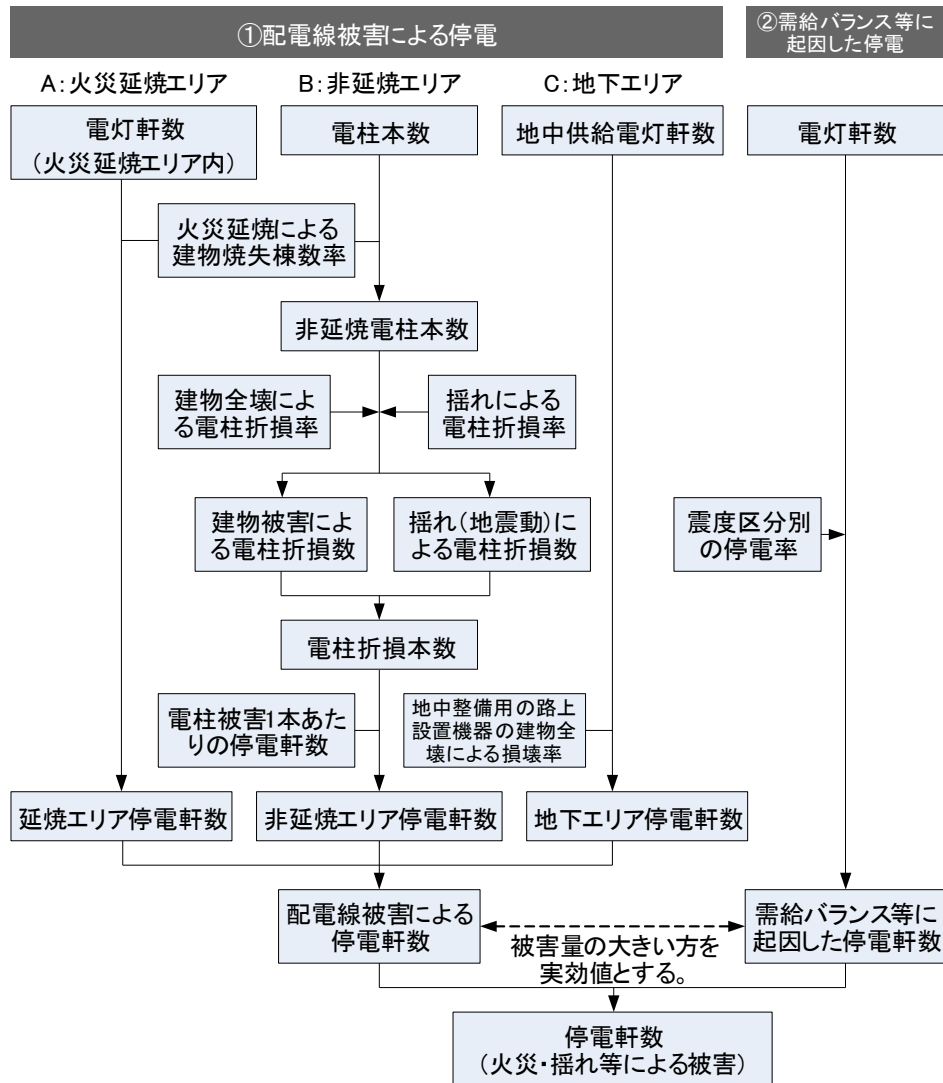 ①配電線被害による停電
②需給バランス等に
起因した停電
A:火災延焼エリア
B:非延焼エリア
C:地下エリア
電灯軒数
(火災延焼エリア内)
電柱本数
地中供給電灯軒数
電灯軒数
火災延焼による
建物焼失棟数率
非延焼電柱本数
建物全壊によ
る電柱折損率
揺れによる
電柱折損率
建物被害によ
る電柱折損数
揺れ(地震動)に
よる電柱折損数
震度区分別
の停電率
電柱折損本数
電柱被害1本あた
りの停電軒数
地中整備用の路上
設置機器の建物全
壊による損壊率
延焼エリア停電軒数
非延焼エリア停電軒数
地下エリア停電軒数
配電線被害による
停電軒数
被害量の大きい方を
実効値とする。
需給バランス等に
起因した停電軒数
停電軒数
(火災・揺れ等による被害)